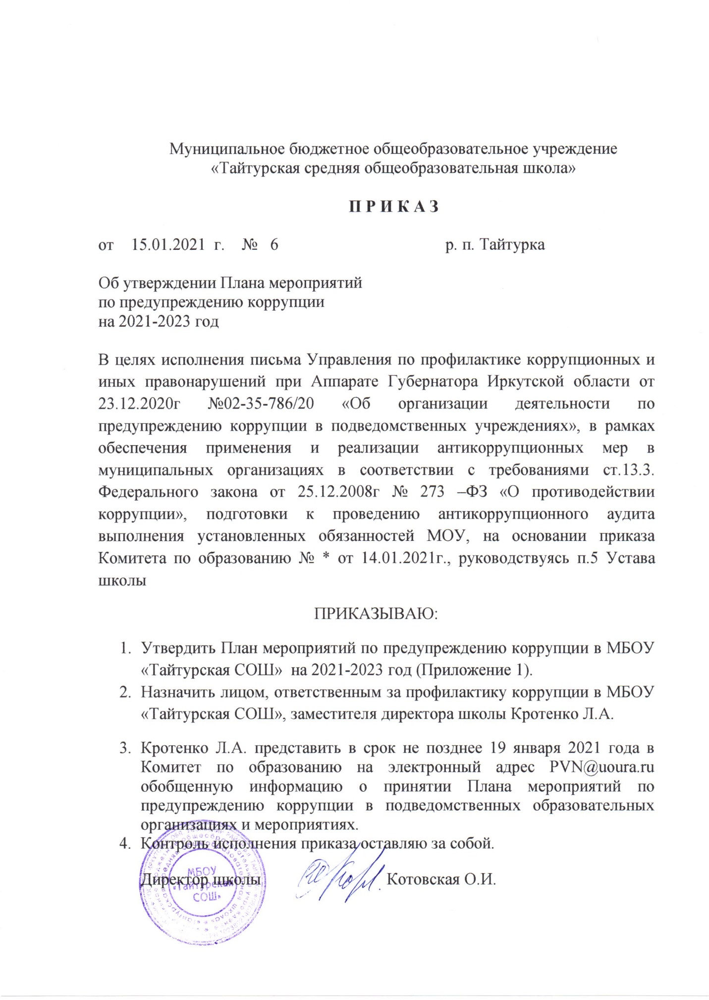 Муниципальное бюджетное общеобразовательное учреждение
«Тайтурская средняя общеобразовательная школа»
П Р И К А З
от 15.01.2021 г. № 6 р. п. Тайтурка
Об утверждении Плана мероприятий
по предупреждению коррупции
на 2021-2023 год
В целях исполнения письма Управления по профилактике коррупционных и
иных правонарушений при Аппарате Губернатора Иркутской области от
23.12.2020г №02-35-786/20 «Об организации деятельности по
предупреждению коррупции в подведомственных учреждениях», в рамках
обеспечения применения и реализации антикоррупционных мер в
муниципальных организациях в соответствии с требованиями ст.13.3.
Федерального закона от 25.12.2008г № 273 –ФЗ «О противодействии
коррупции», подготовки к проведению антикоррупционного аудита
выполнения установленных обязанностей МОУ, на основании приказа
Комитета по образованию № * от 14.01.2021г., руководствуясь п.5 Устава
школы
ПРИКАЗЫВАЮ:
1. Утвердить План мероприятий по предупреждению коррупции в МБОУ
«Тайтурская СОШ» на 2021-2023 год (Приложение 1).
2. Назначить лицом, ответственным за профилактику коррупции в МБОУ
«Тайтурская СОШ», заместителя директора школы Кротенко Л.А.
3. Кротенко Л.А. представить в срок не позднее 19 января 2021 года в
Комитет по образованию на электронный адрес PVN@uoura.ru
обобщенную информацию о принятии Плана мероприятий по
предупреждению коррупции в подведомственных образовательных
организациях и мероприятиях.
4. Контроль исполнения приказа оставляю за собой.
Директор школы Котовская О.И.
МБОУ
«Тайтурская
СОШ»